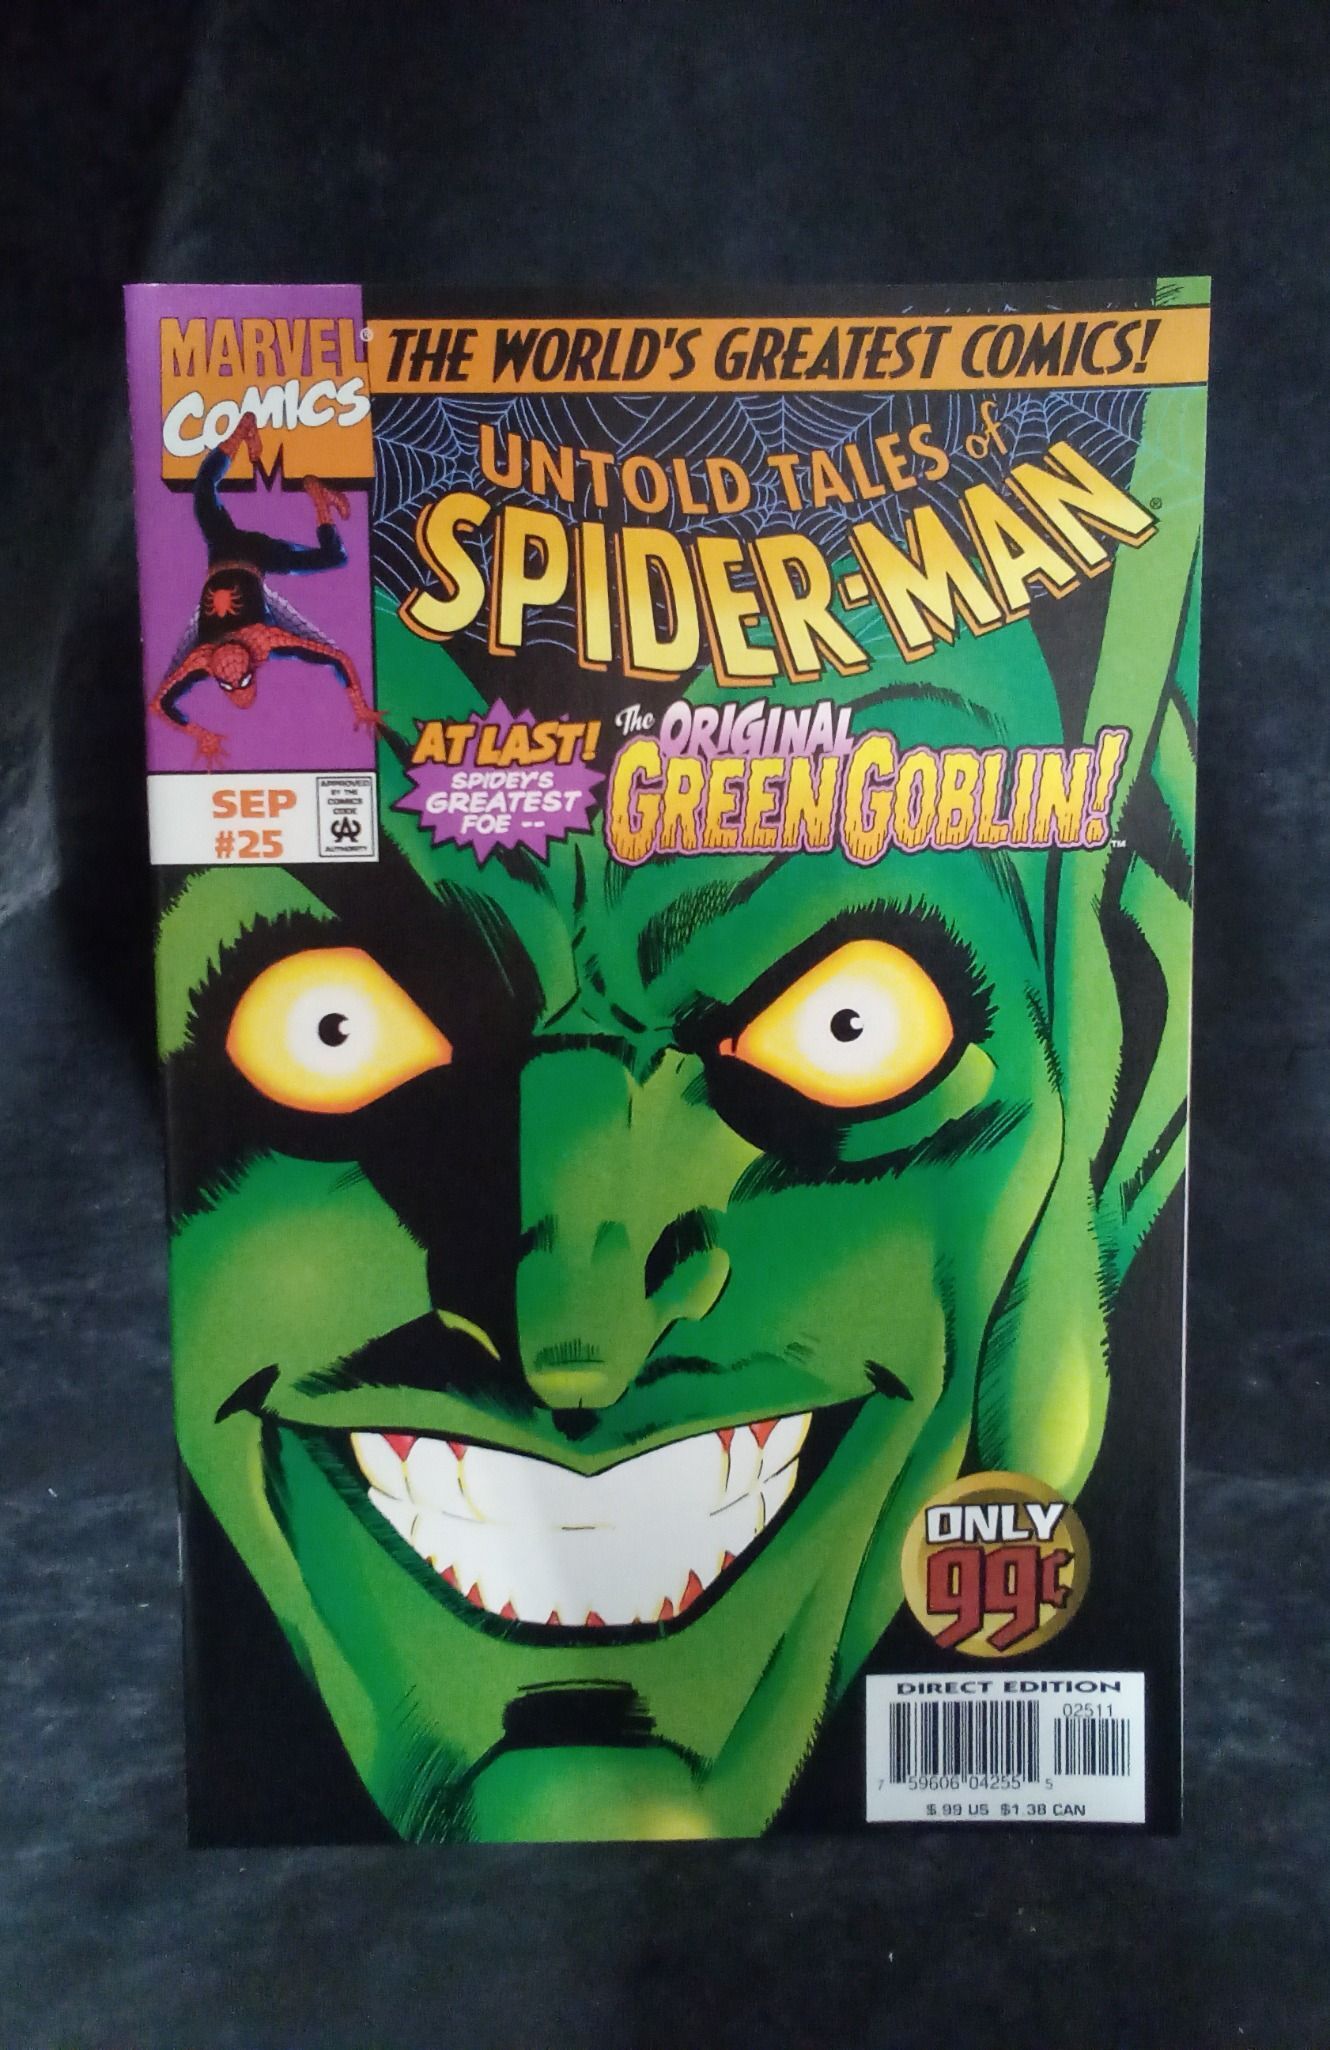 MARVEL®
COMICS
THE WORLD'S GREATEST COMICS!
UNTOLD TALES of
SPIDER-MAN®
AT LAST!
SPIDEY'S
GREATEST
FOE --
The ORIGINAL
GREEN GOBLIN!™
SEP
#25
APPROVED
BY THE
COMICS
CODE
CA
AUTHORITY
ONLY
99¢
DIRECT EDITION
02511
7 59606 04255 5
$.99 US $1.38 CAN